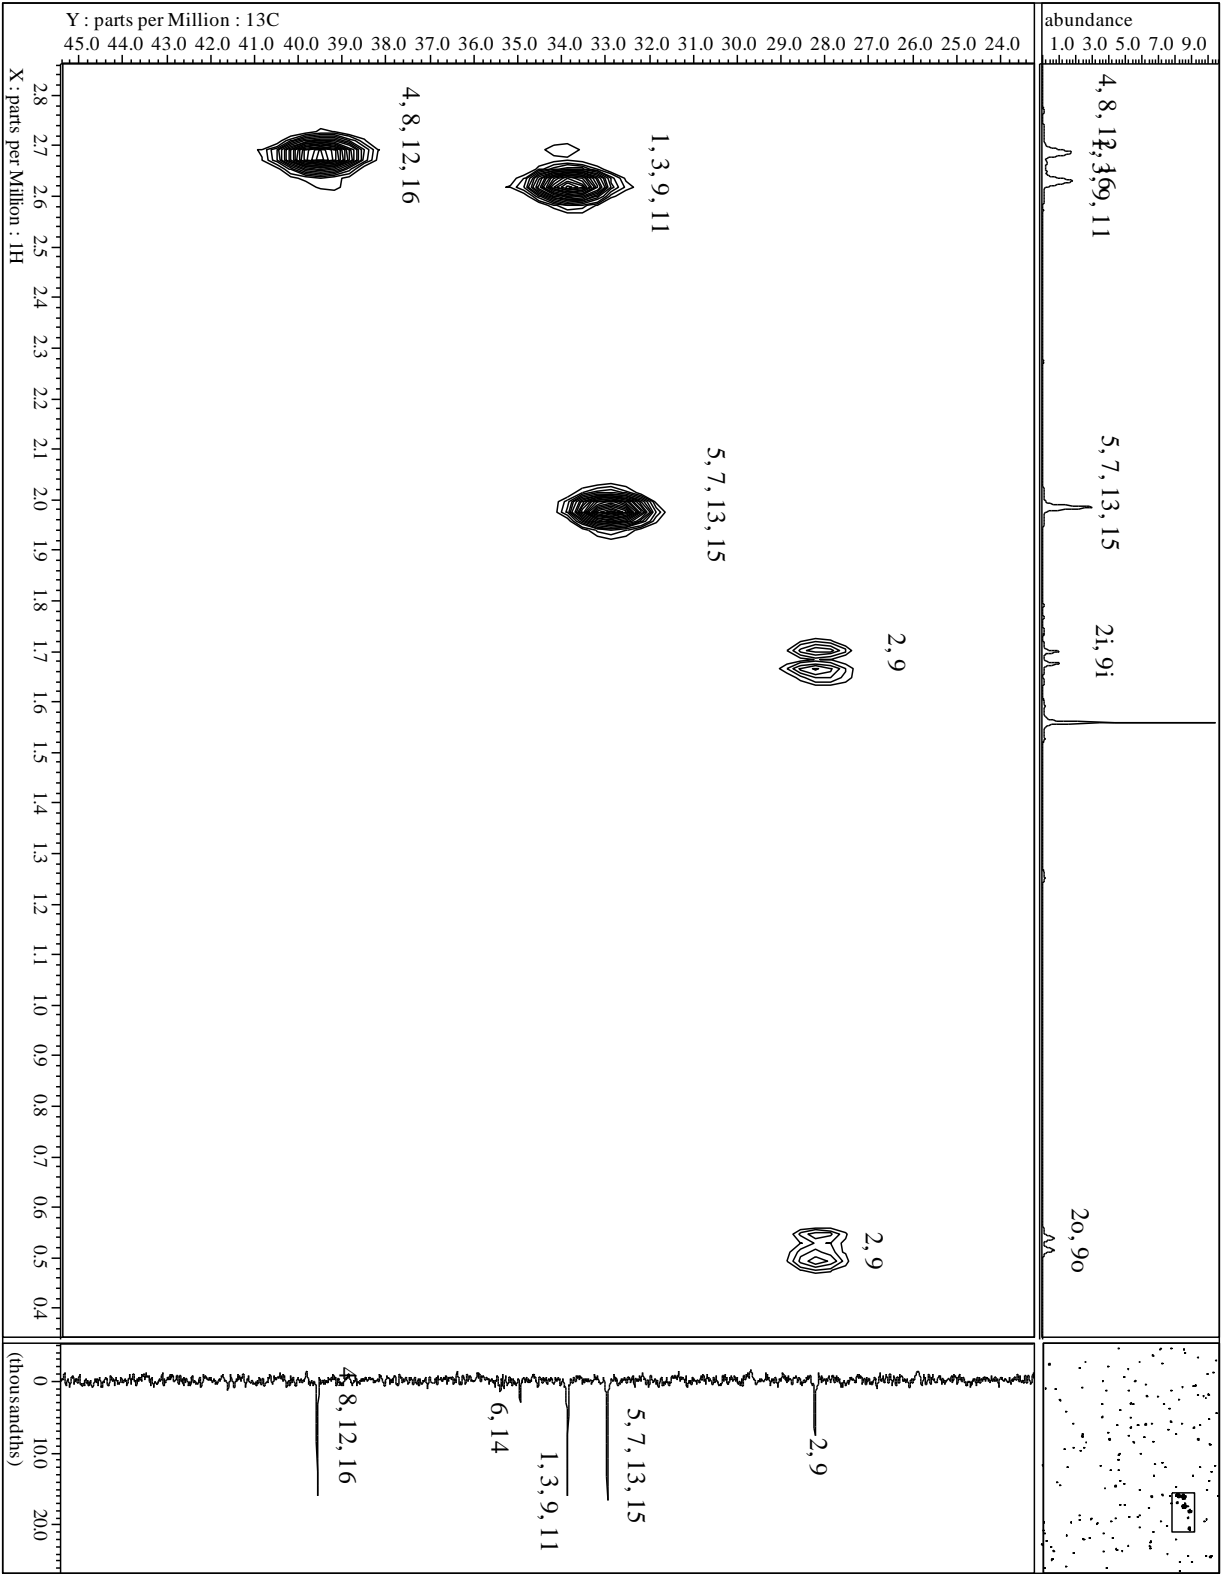 Y : parts per Million : 13C
45.0 44.0 43.0 42.0 41.0 40.0 39.0 38.0 37.0 36.0 35.0 34.0 33.0 32.0 31.0 30.0 29.0 28.0 27.0 26.0 25.0 24.0
abundance
1.0 3.0 5.0 7.0 9.0
X : parts per Million : 1H
2.8 2.7 2.6 2.5 2.4 2.3 2.2 2.1 2.0 1.9 1.8 1.7 1.6 1.5 1.4 1.3 1.2 1.1 1.0 0.9 0.8 0.7 0.6 0.5 0.4
4, 8, 12, 16
1, 3, 9, 11
5, 7, 13, 15
2, 9
2, 9
4, 8, 12, 16
1, 3, 9, 11
5, 7, 13, 15
2i, 9i
2o, 9o
(thousandths)
0 10.0 20.0
4, 8, 12, 16
6, 14
1, 3, 9, 11
5, 7, 13, 15
2, 9